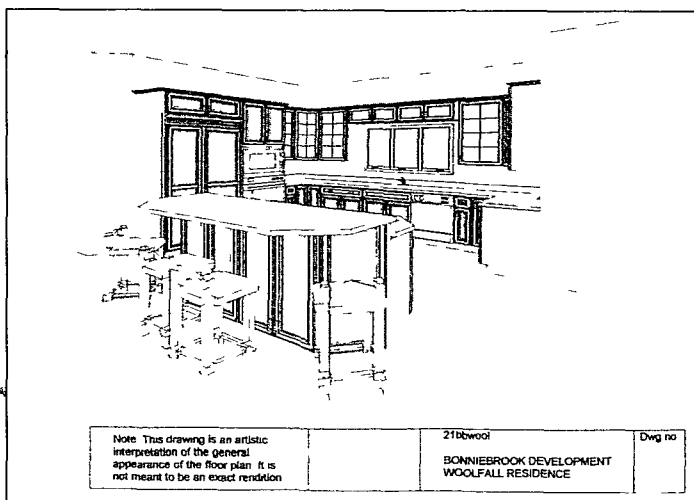 Note This drawing is an artistic
interpretation of the general
appearance of the floor plan It is
not meant to be an exact rendition
21bbwool
BONNIEBROOK DEVELOPMENT
WOOLFALL RESIDENCE
Dwg no